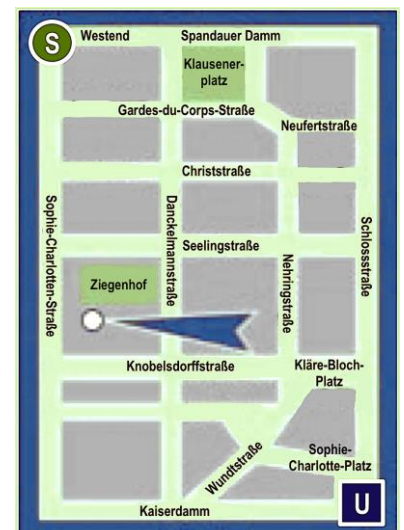 S
Westend
Spandauer Damm
Klausener-
platz
Gardes-du-Corps-Straße
Neufertstraße
Christstraße
Sophie-Charlotten-Straße
Danckelmannstraße
Schlossstraße
Seelingstraße
Nehringstraße
Ziegenhof
Knobelsdorffstraße
Kläre-Bloch-
Platz
Wundtstraße
Sophie-
Charlotte-Platz
Kaiserdamm
U